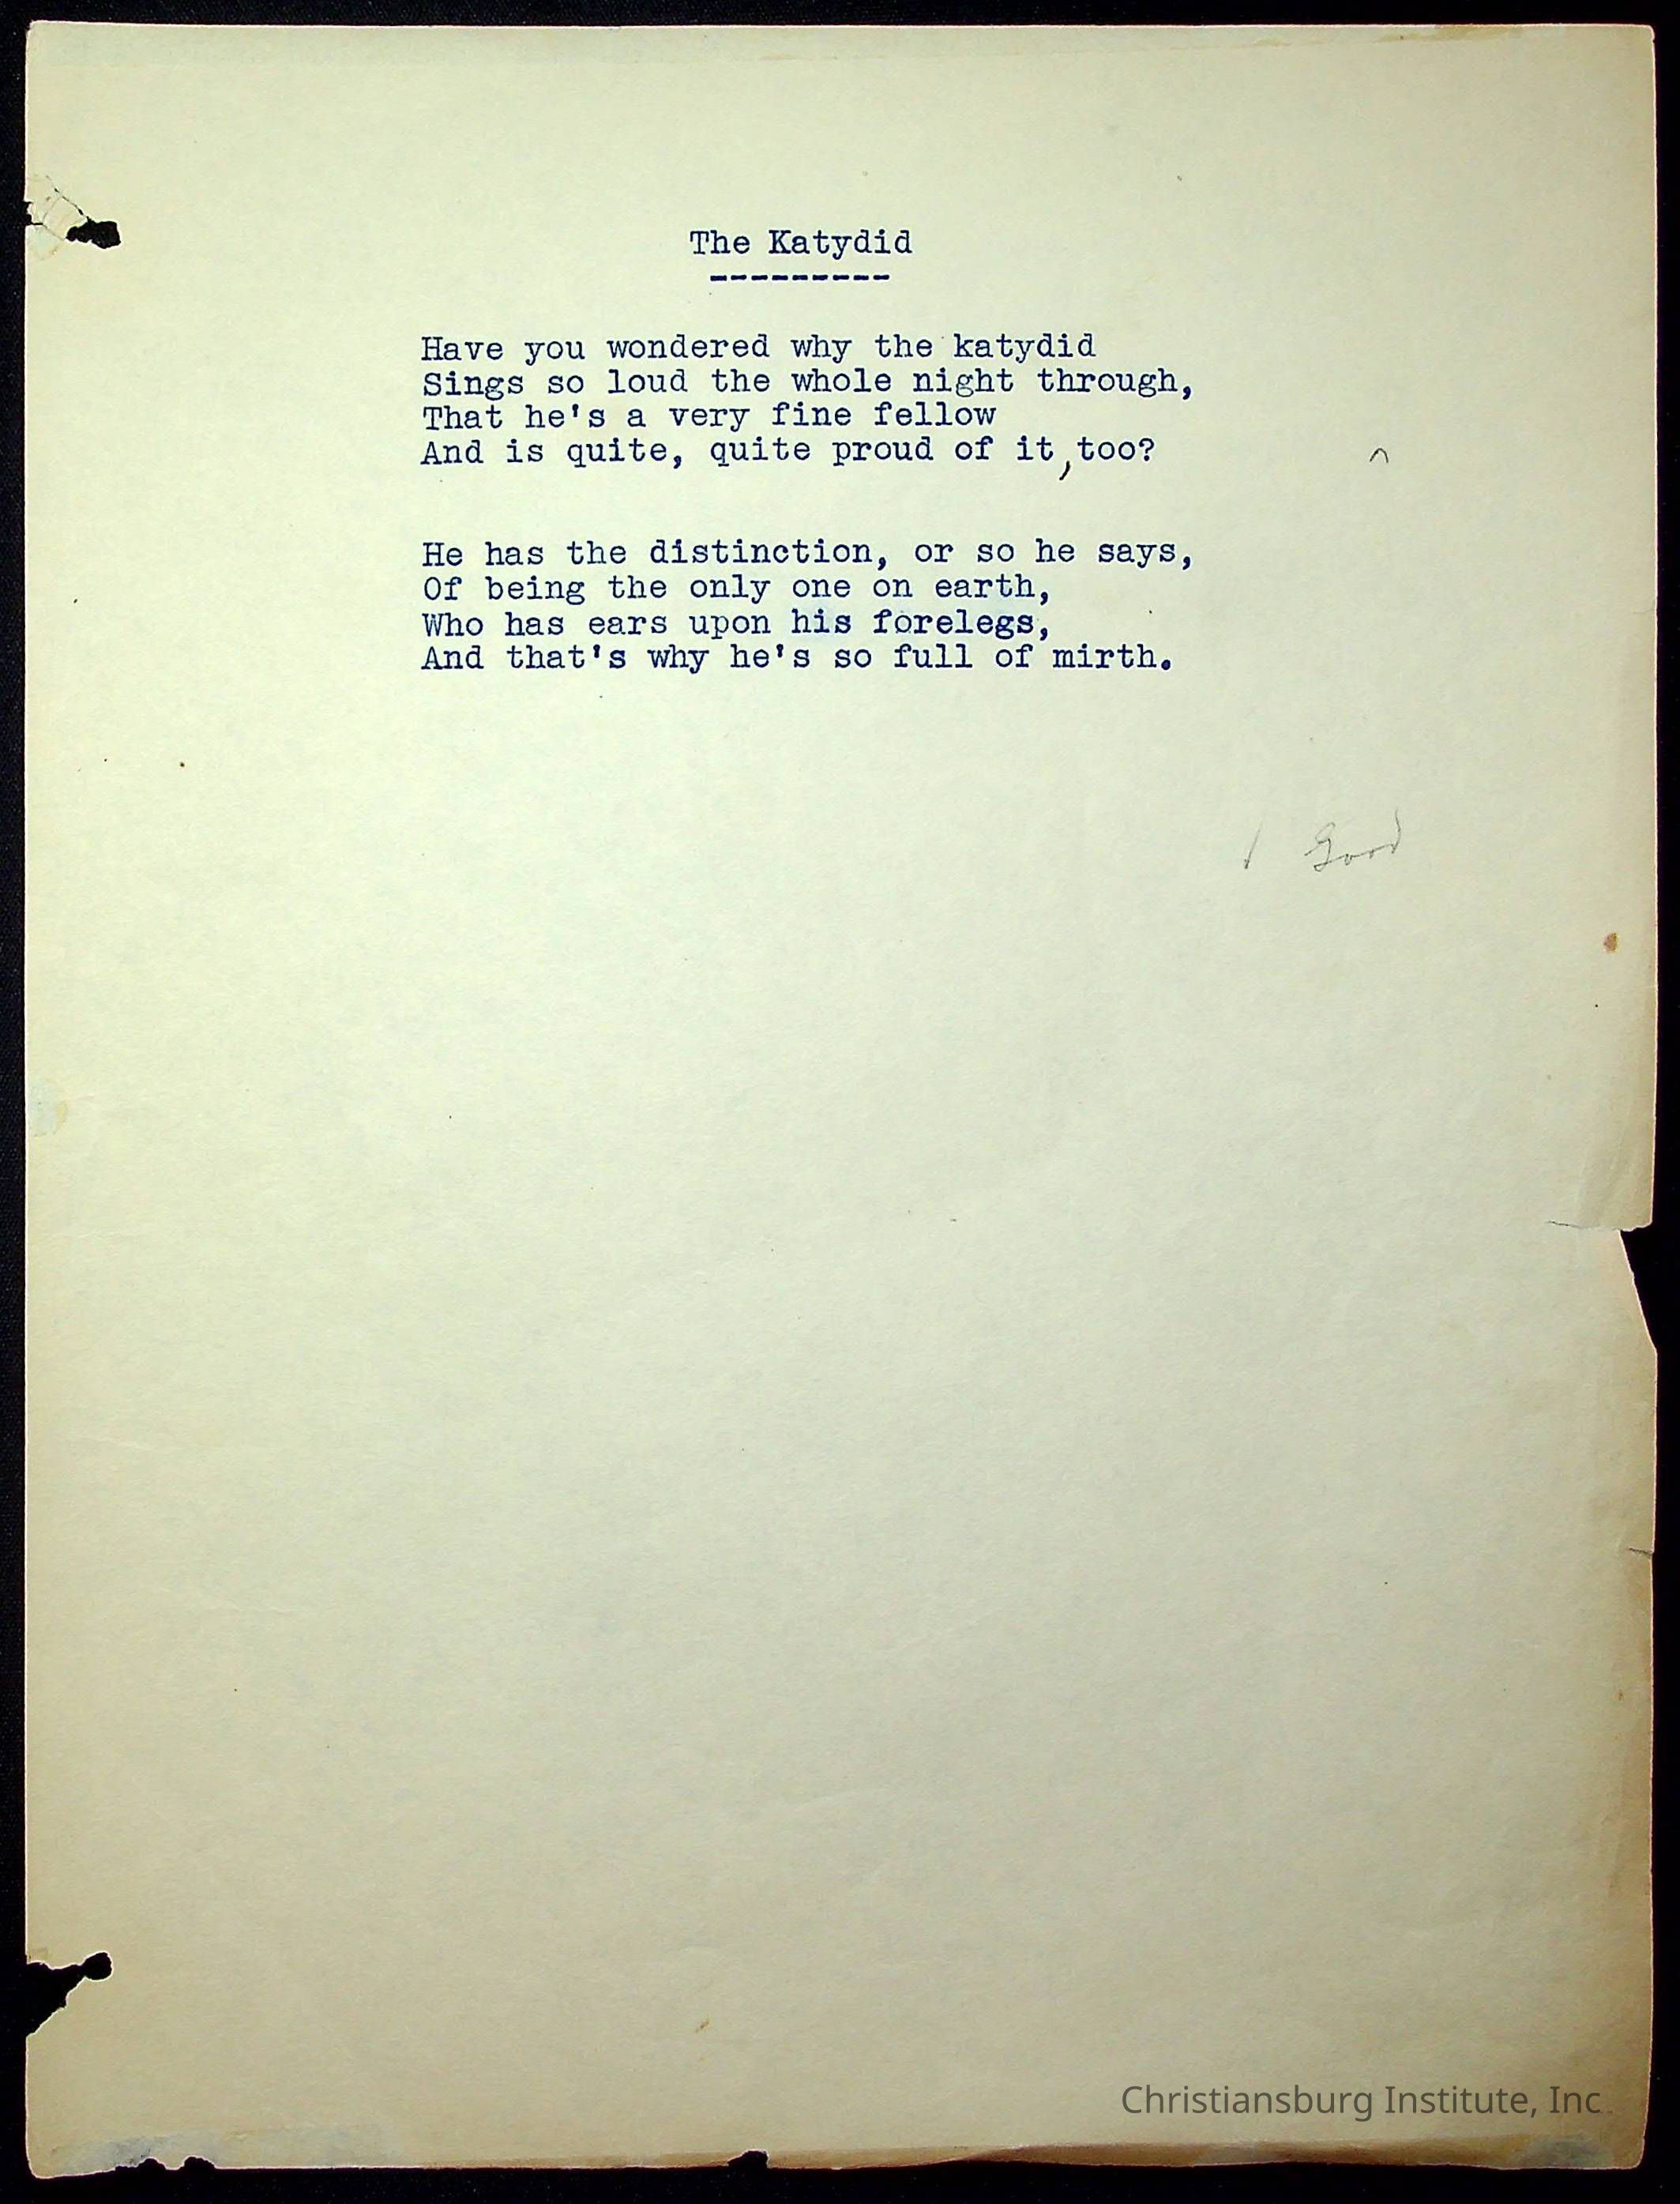 The Katydid
---------
Have you wondered why the katydid
Sings so loud the whole night through,
That he's a very fine fellow
And is quite, quite proud of it, too?
^
He has the distinction, or so he says,
Of being the only one on earth,
Who has ears upon his forelegs,
And that's why he's so full of mirth.
Good
Christiansburg Institute, Inc.